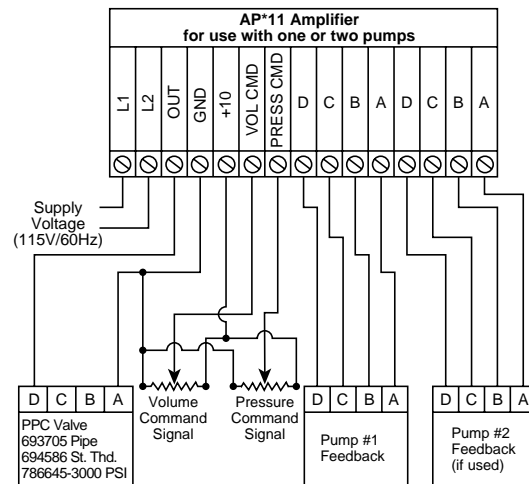 AP*11 Amplifier
for use with one or two pumps
L1
L2
OUT
GND
+10
VOL CMD
PRESS CMD
D
C
B
A
D
C
B
A
Supply
Voltage
(115V/60Hz)
D C B A
PPC Valve
693705 Pipe
694586 St. Thd.
786645-3000 PSI
Volume
Command
Signal
Pressure
Command
Signal
D C B A
Pump #1
Feedback
D C B A
Pump #2
Feedback
(if used)